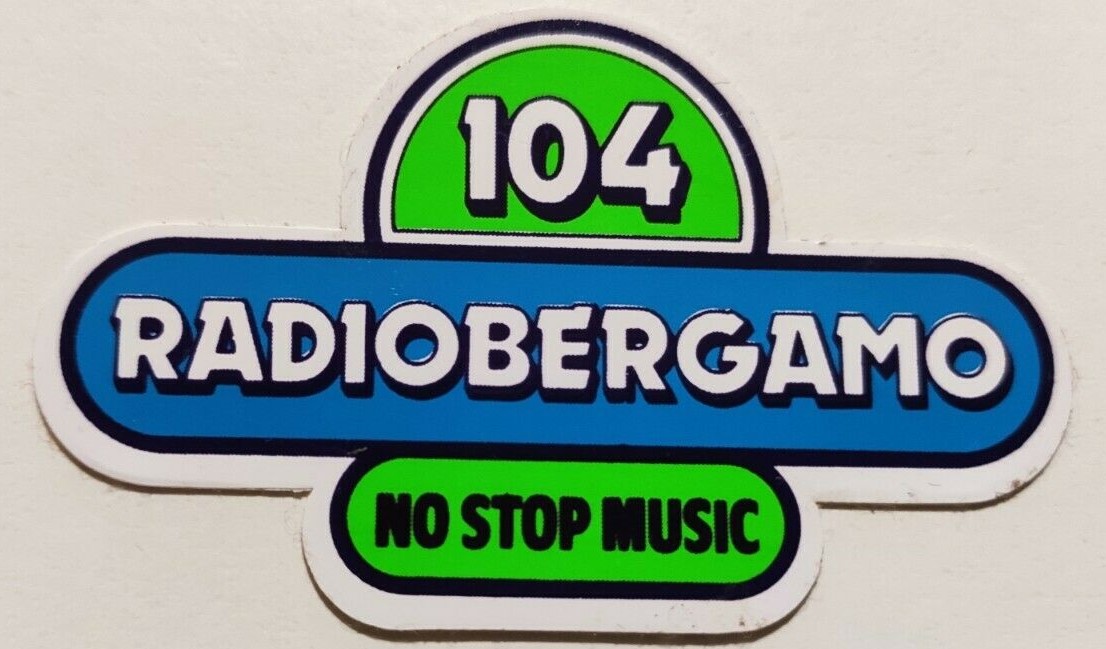 104
RADIOBERGAMO
NO STOP MUSIC